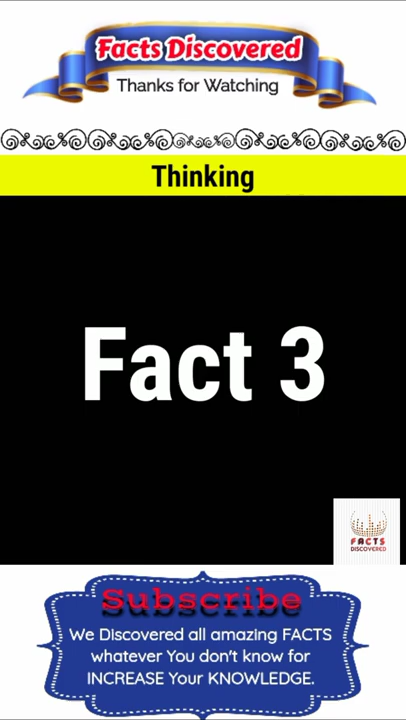 Facts Discovered
Thanks for Watching
Thinking
Fact 3
FACTS
DISCOVERED
Subscribe
We Discovered all amazing FACTS
whatever You don't know for
INCREASE Your KNOWLEDGE.